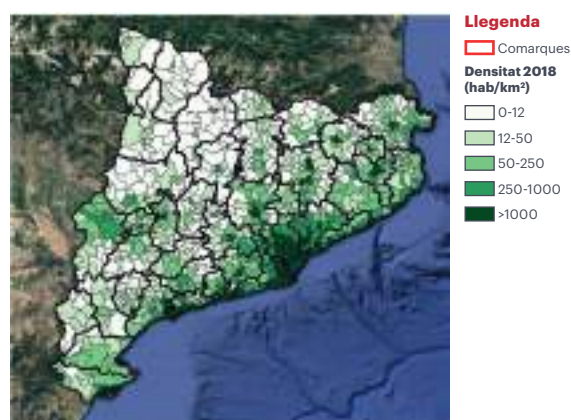 Llegenda
Comarques
Densitat 2018
(hab/km²)
0-12
12-50
50-250
250-1000
>1000